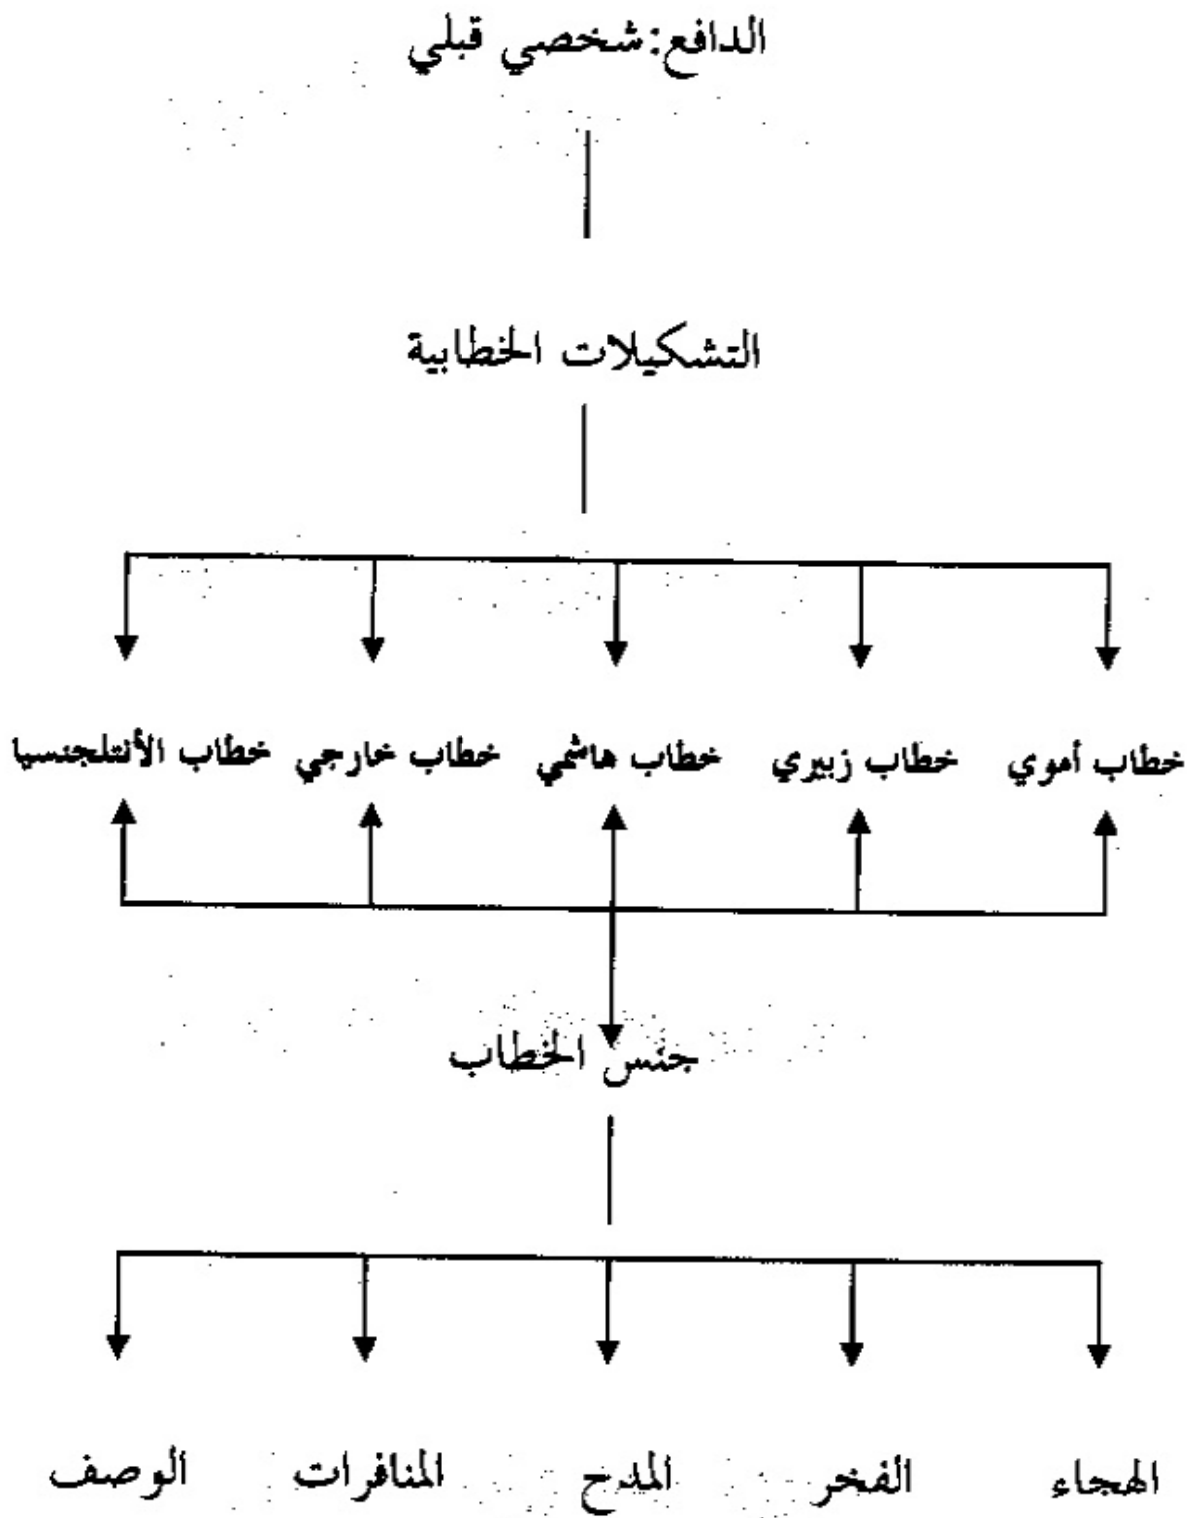 الدافع: شخصي قبلي
التشكيلات الخطابية
خطاب أموي خطاب زبيري خطاب هاشمي خطاب خارجي خطاب الأنتلجنسيا
جنس الخطاب
الهجاء الفخر المدح المنافرات الوصف